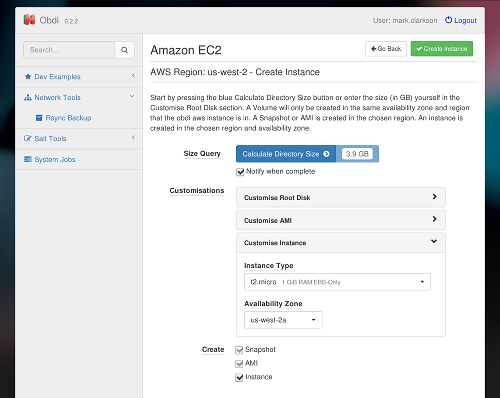 Obdi 0.2.2
User: mark.clarkson Logout
Search...
Dev Examples
Network Tools
Rsync Backup
Salt Tools
System Jobs
Amazon EC2
Go Back
Create Instance
AWS Region: us-west-2 - Create Instance
Start by pressing the blue Calculate Directory Size button or enter the size (in GB) yourself in the
Customise Root Disk section. A Volume will only be created in the same availability zone and region
that the obdi aws instance is in. A Snapshot or AMI is created in the chosen region. An instance is
created in the chosen region and availability zone.
Size Query
Calculate Directory Size 3.9 GB
Notify when complete
Customisations
Customise Root Disk
Customise AMI
Customise Instance
Instance Type
t2.micro 1 GiB RAM EBS-Only
Availability Zone
us-west-2a
Create
Snapshot
AMI
Instance